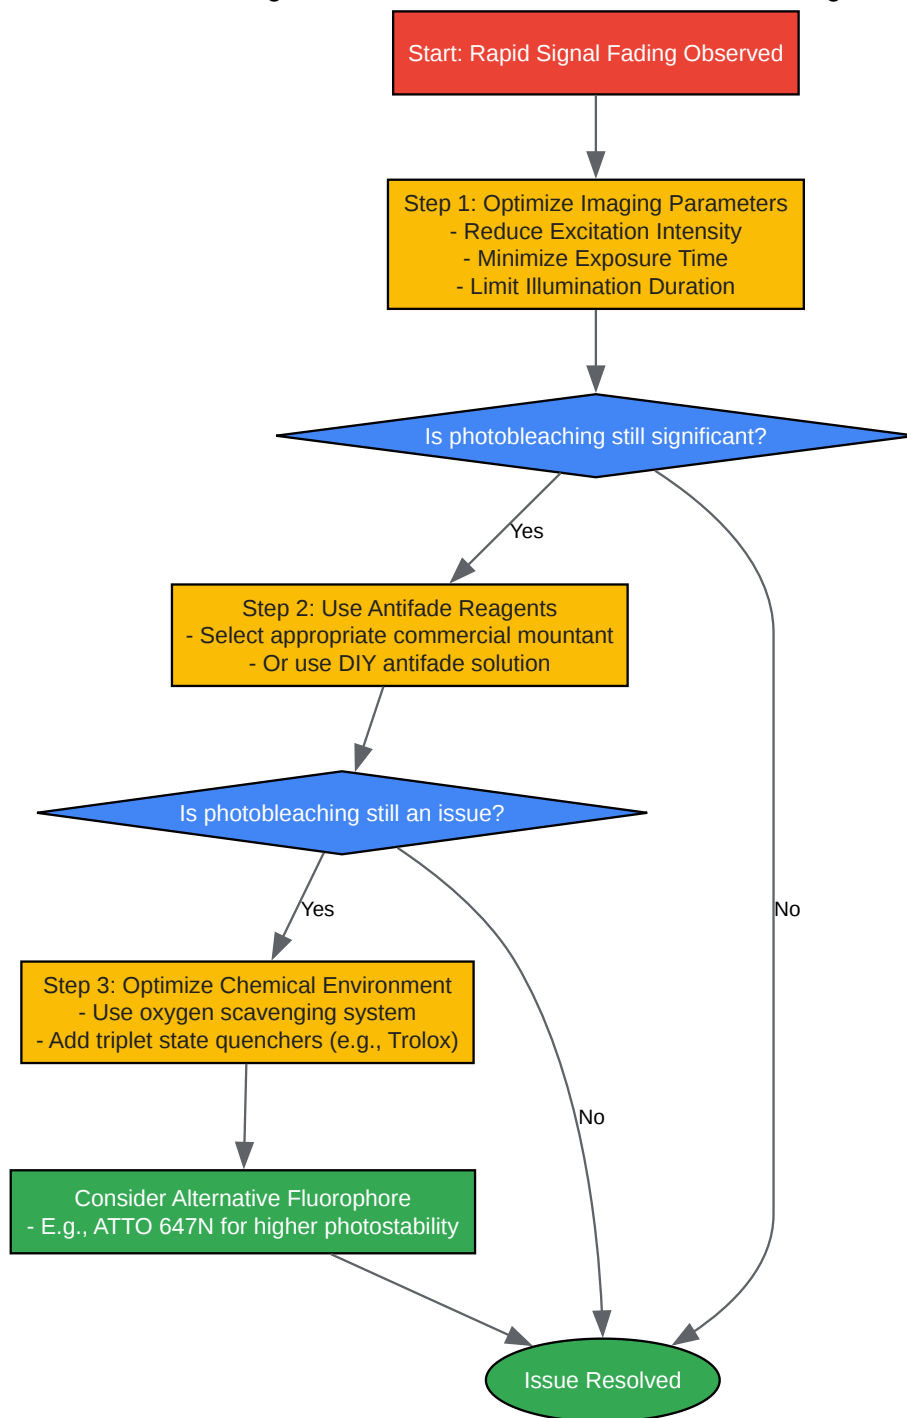 Start: Rapid Signal Fading Observed
Step 1: Optimize Imaging Parameters
- Reduce Excitation Intensity
- Minimize Exposure Time
- Limit Illumination Duration
Is photobleaching still significant?
Yes
Step 2: Use Antifade Reagents
- Select appropriate commercial mountant
- Or use DIY antifade solution
Is photobleaching still an issue?
Yes
No
Step 3: Optimize Chemical Environment
- Use oxygen scavenging system
- Add triplet state quenchers (e.g., Trolox)
No
Consider Alternative Fluorophore
- E.g., ATTO 647N for higher photostability
Issue Resolved